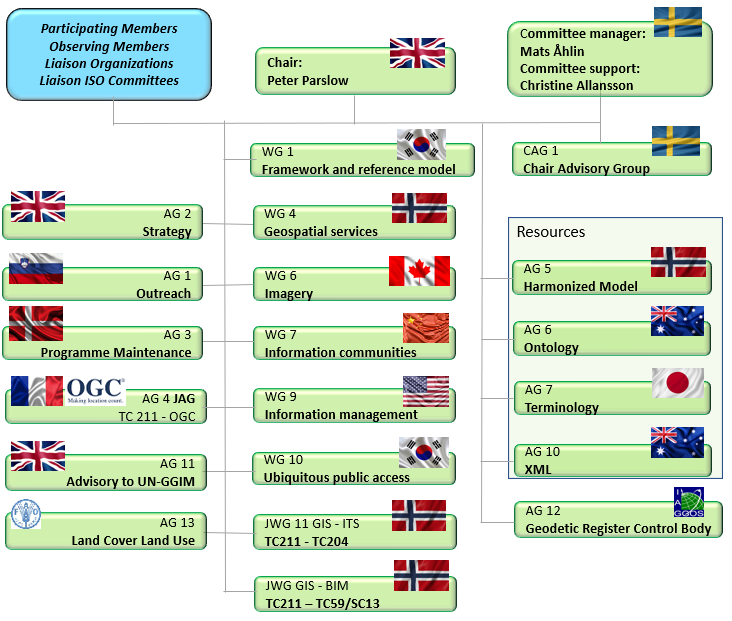 Participating Members
Observing Members
Liaison Organizations
Liaison ISO Committees
Chair:
Peter Parslow
Committee manager:
Mats Åhlin
Committee support:
Christine Allansson
WG 1
Framework and reference model
CAG 1
Chair Advisory Group
AG 2
Strategy
WG 4
Geospatial services
Resources
AG 1
Outreach
WG 6
Imagery
AG 5
Harmonized Model
AG 3
Programme Maintenance
WG 7
Information communities
AG 6
Ontology
OGC®
Making location count.
AG 4 JAG
TC 211 - OGC
WG 9
Information management
AG 7
Terminology
AG 11
Advisory to UN-GGIM
WG 10
Ubiquitous public access
AG 10
XML
AG 13
Land Cover Land Use
JWG 11 GIS - ITS
TC211 - TC204
GGOS
AG 12
Geodetic Register Control Body
JWG GIS - BIM
TC211 – TC59/SC13